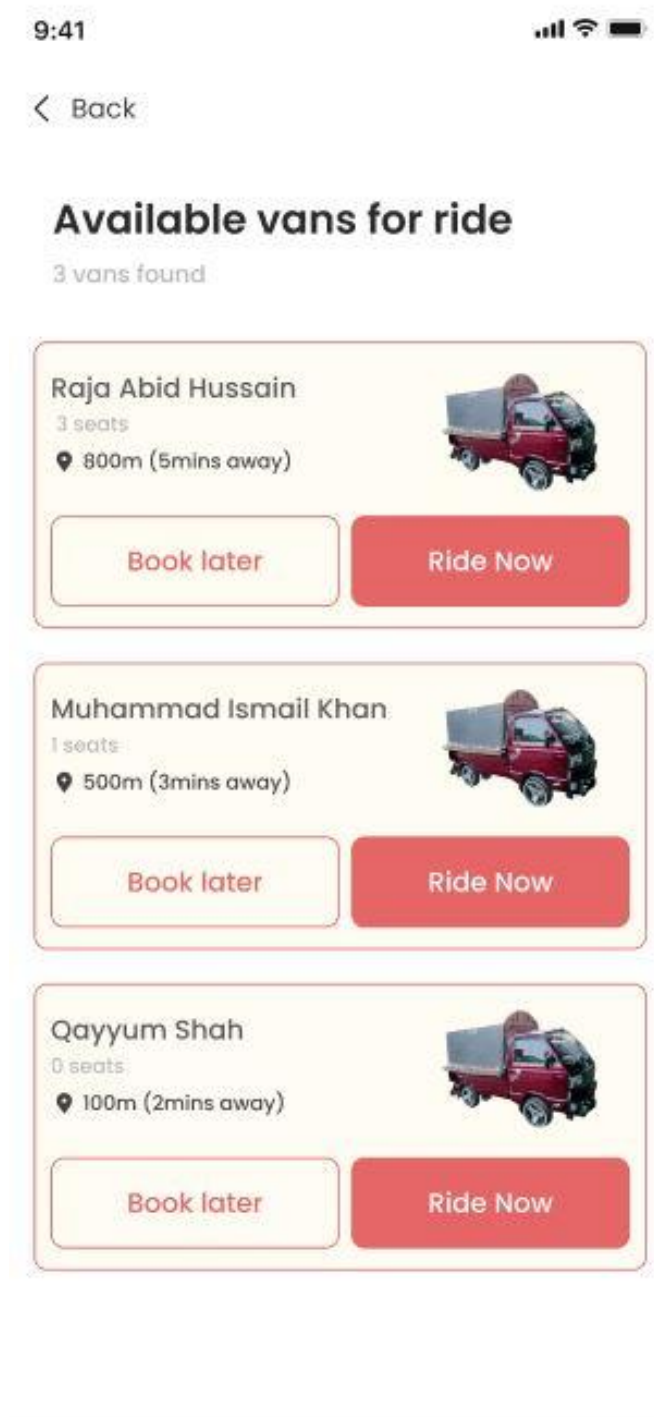 9:41
Back
Available vans for ride
3 vans found
Raja Abid Hussain
3 seats
800m (5mins away)
Book later
Ride Now
Muhammad Ismail Khan
1 seats
500m (3mins away)
Book later
Ride Now
Qayyum Shah
0 seats
100m (2mins away)
Book later
Ride Now